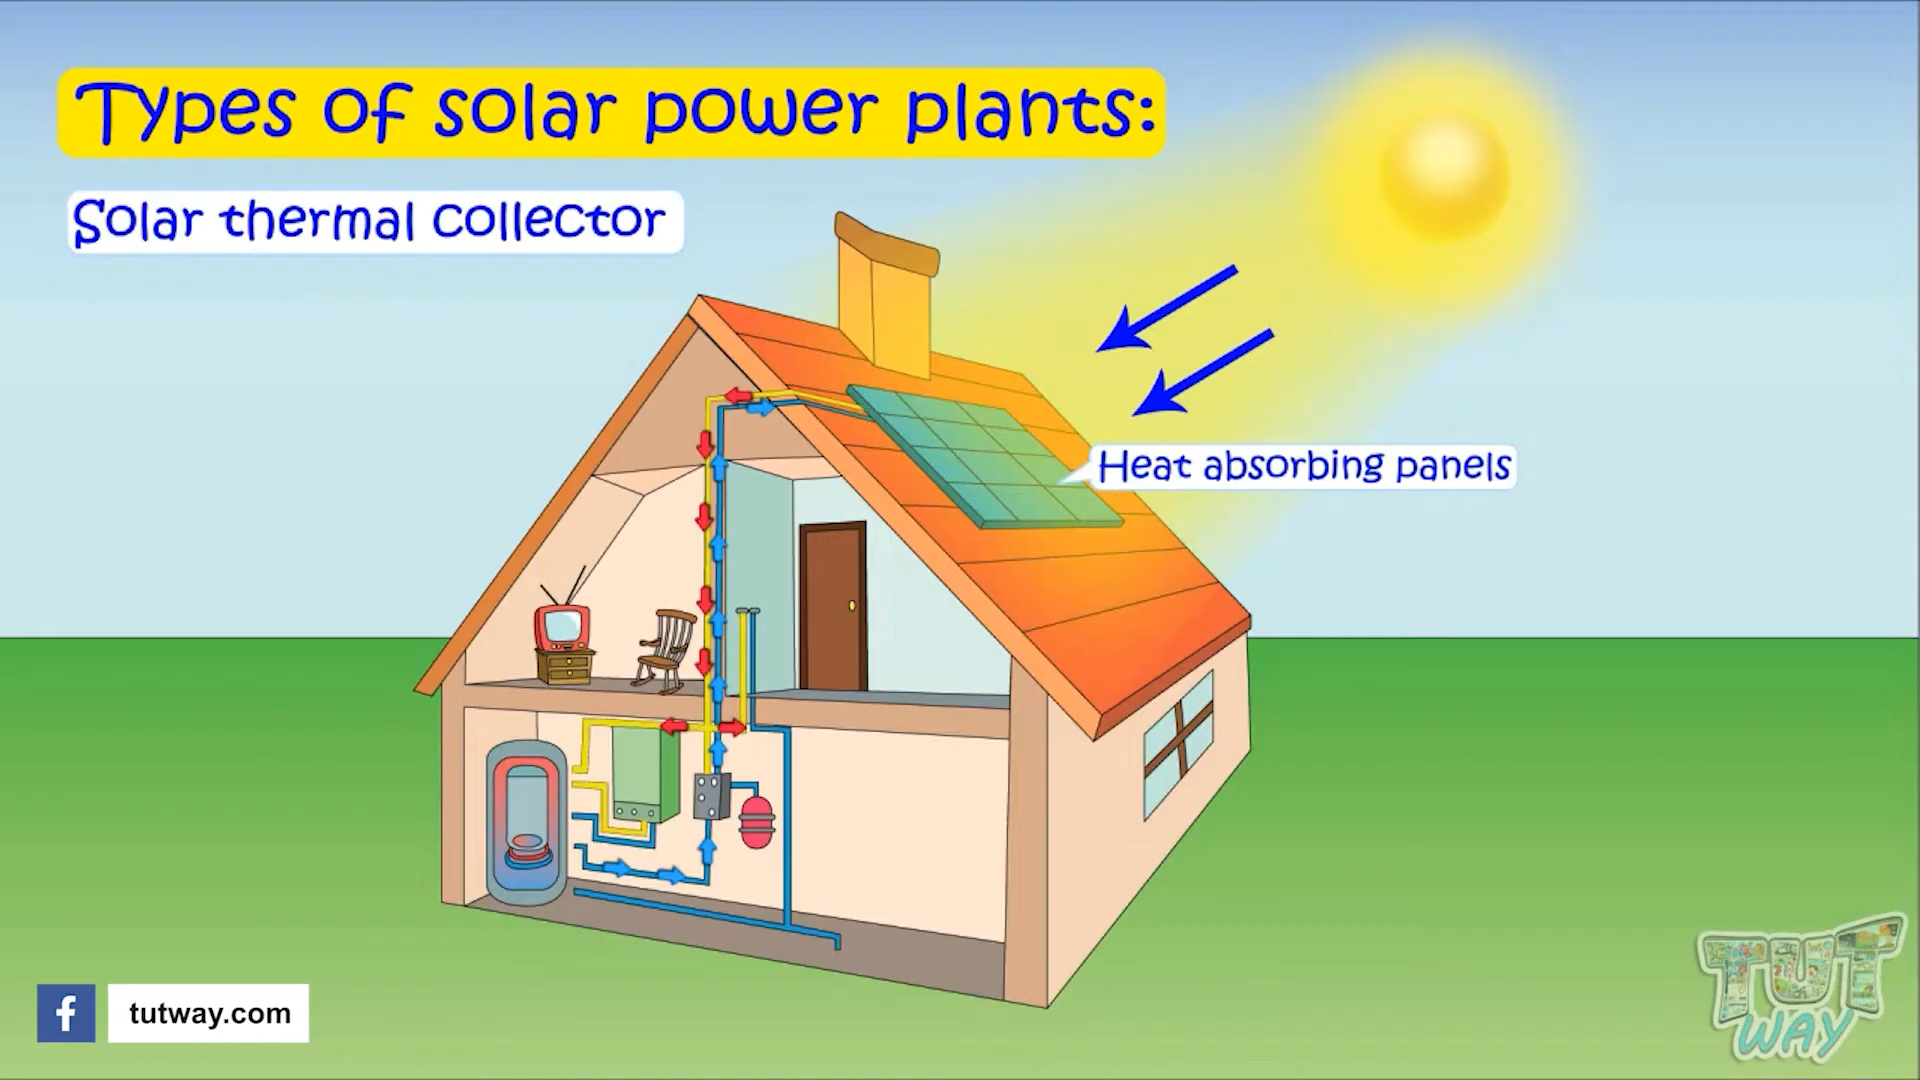 Types of solar power plants:
Solar thermal collector
Heat absorbing panels
f tutway.com
TUT
WAY